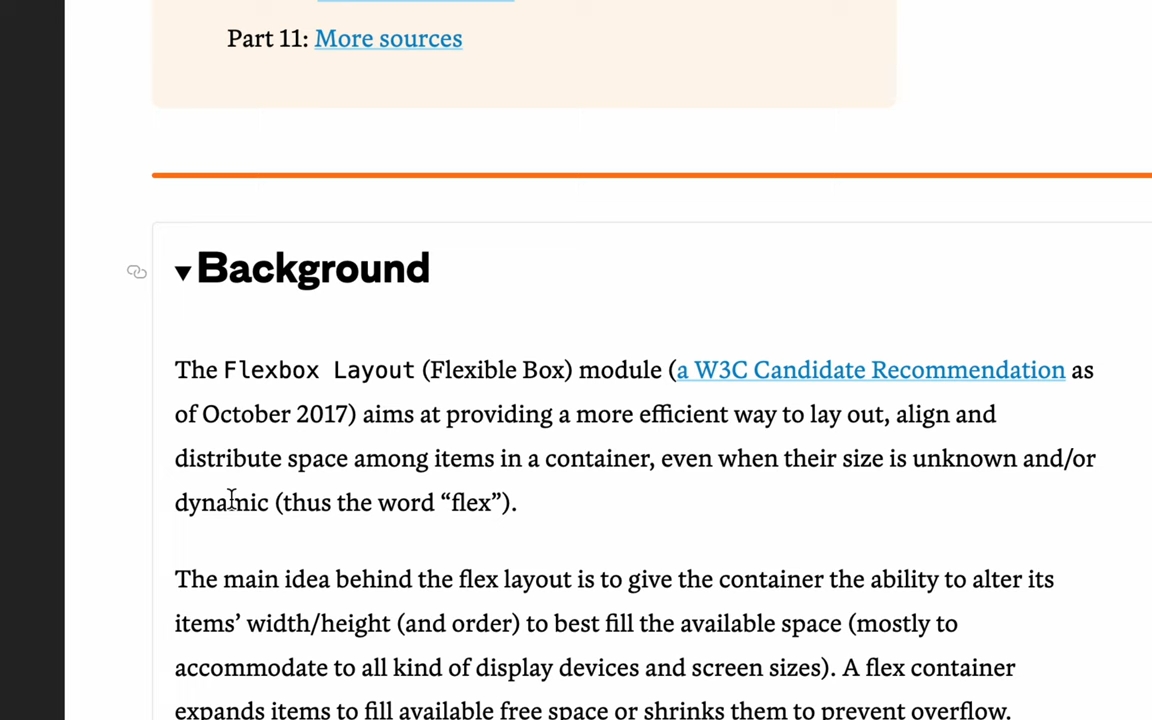 Part 11: More sources
Background
The Flexbox Layout (Flexible Box) module (a W3C Candidate Recommendation as
of October 2017) aims at providing a more efficient way to lay out, align and
distribute space among items in a container, even when their size is unknown and/or
dynamic (thus the word “flex”).
The main idea behind the flex layout is to give the container the ability to alter its
items’ width/height (and order) to best fill the available space (mostly to
accommodate to all kind of display devices and screen sizes). A flex container
expands items to fill available free space or shrinks them to prevent overflow.